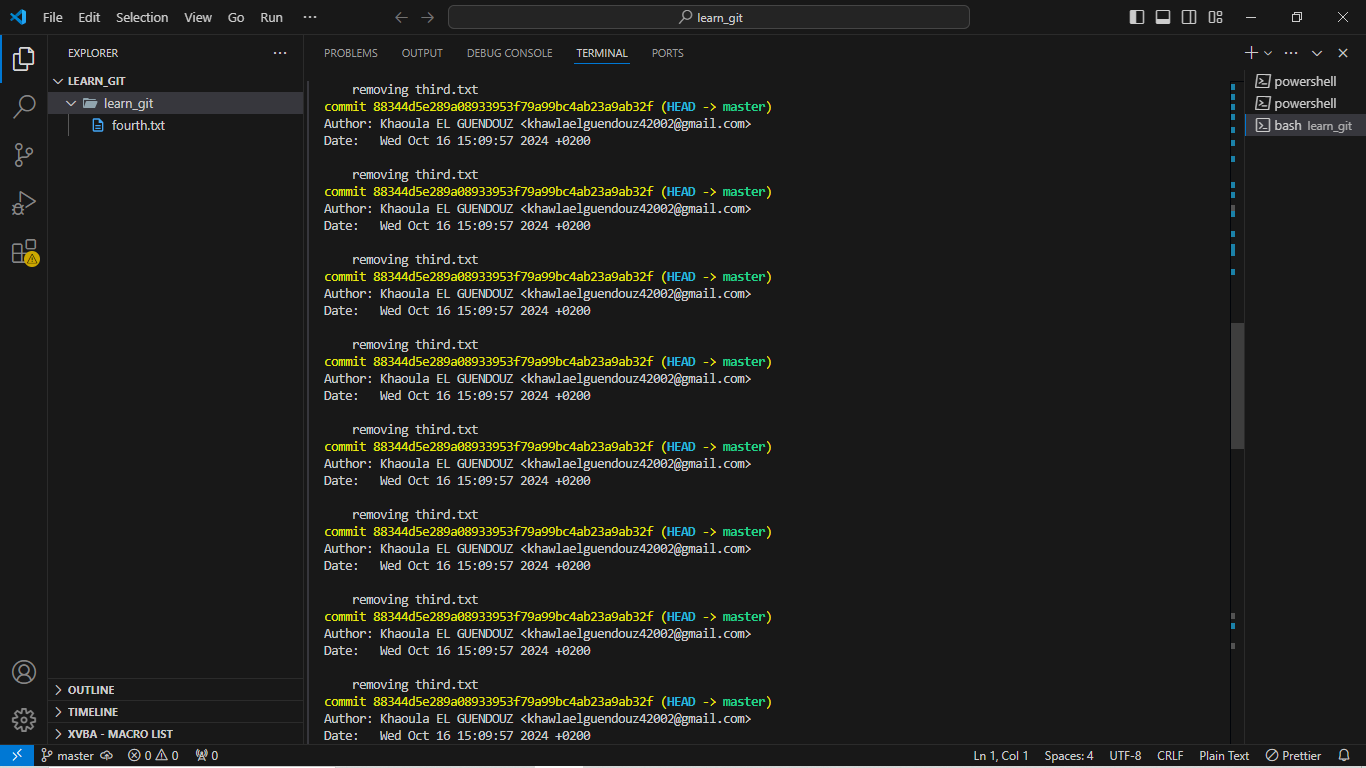 File Edit Selection View Go Run ···
learn_git
EXPLORER
LEARN_GIT
learn_git
fourth.txt
OUTLINE
TIMELINE
XVBA - MACRO LIST
PROBLEMS OUTPUT DEBUG CONSOLE TERMINAL PORTS
removing third.txt
commit 88344d5e289a08933953f79a99bc4ab23a9ab32f (HEAD -> master)
Author: Khaoula EL GUENDOUZ <khawlaelguendouz42002@gmail.com>
Date:   Wed Oct 16 15:09:57 2024 +0200
removing third.txt
commit 88344d5e289a08933953f79a99bc4ab23a9ab32f (HEAD -> master)
Author: Khaoula EL GUENDOUZ <khawlaelguendouz42002@gmail.com>
Date:   Wed Oct 16 15:09:57 2024 +0200
removing third.txt
commit 88344d5e289a08933953f79a99bc4ab23a9ab32f (HEAD -> master)
Author: Khaoula EL GUENDOUZ <khawlaelguendouz42002@gmail.com>
Date:   Wed Oct 16 15:09:57 2024 +0200
removing third.txt
commit 88344d5e289a08933953f79a99bc4ab23a9ab32f (HEAD -> master)
Author: Khaoula EL GUENDOUZ <khawlaelguendouz42002@gmail.com>
Date:   Wed Oct 16 15:09:57 2024 +0200
removing third.txt
commit 88344d5e289a08933953f79a99bc4ab23a9ab32f (HEAD -> master)
Author: Khaoula EL GUENDOUZ <khawlaelguendouz42002@gmail.com>
Date:   Wed Oct 16 15:09:57 2024 +0200
removing third.txt
commit 88344d5e289a08933953f79a99bc4ab23a9ab32f (HEAD -> master)
Author: Khaoula EL GUENDOUZ <khawlaelguendouz42002@gmail.com>
Date:   Wed Oct 16 15:09:57 2024 +0200
removing third.txt
commit 88344d5e289a08933953f79a99bc4ab23a9ab32f (HEAD -> master)
Author: Khaoula EL GUENDOUZ <khawlaelguendouz42002@gmail.com>
Date:   Wed Oct 16 15:09:57 2024 +0200
removing third.txt
commit 88344d5e289a08933953f79a99bc4ab23a9ab32f (HEAD -> master)
Author: Khaoula EL GUENDOUZ <khawlaelguendouz42002@gmail.com>
Date:   Wed Oct 16 15:09:57 2024 +0200
powershell
powershell
bash learn_git
master 0 0 0 Ln 1, Col 1 Spaces: 4 UTF-8 CRLF Plain Text Prettier